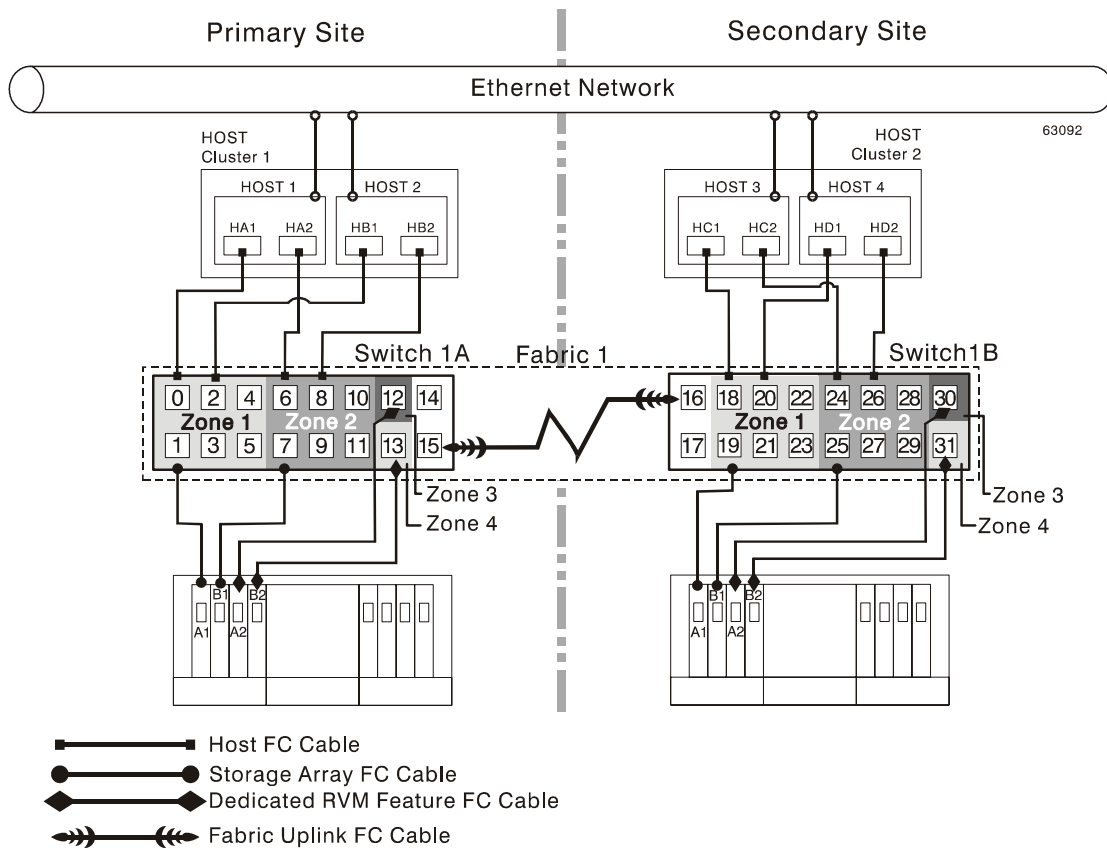 Primary Site
Secondary Site
Ethernet Network
63092
HOST
Cluster 1
HOST
Cluster 2
HOST 1
HOST 2
HOST 3
HOST 4
HA1
HA2
HB1
HB2
HC1
HC2
HD1
HD2
Switch 1A
Fabric 1
Switch1B
0 2 4 6 8 10 12 14
Zone 1
Zone 2
1 3 5 7 9 11 13 15
16 18 20 22 24 26 28 30
Zone 1
Zone 2
17 19 21 23 25 27 29 31
Zone 3
Zone 4
Zone 3
Zone 4
B1
B2
A1
A2
B1
B2
A1
A2
Host FC Cable
Storage Array FC Cable
Dedicated RVM Feature FC Cable
Fabric Uplink FC Cable